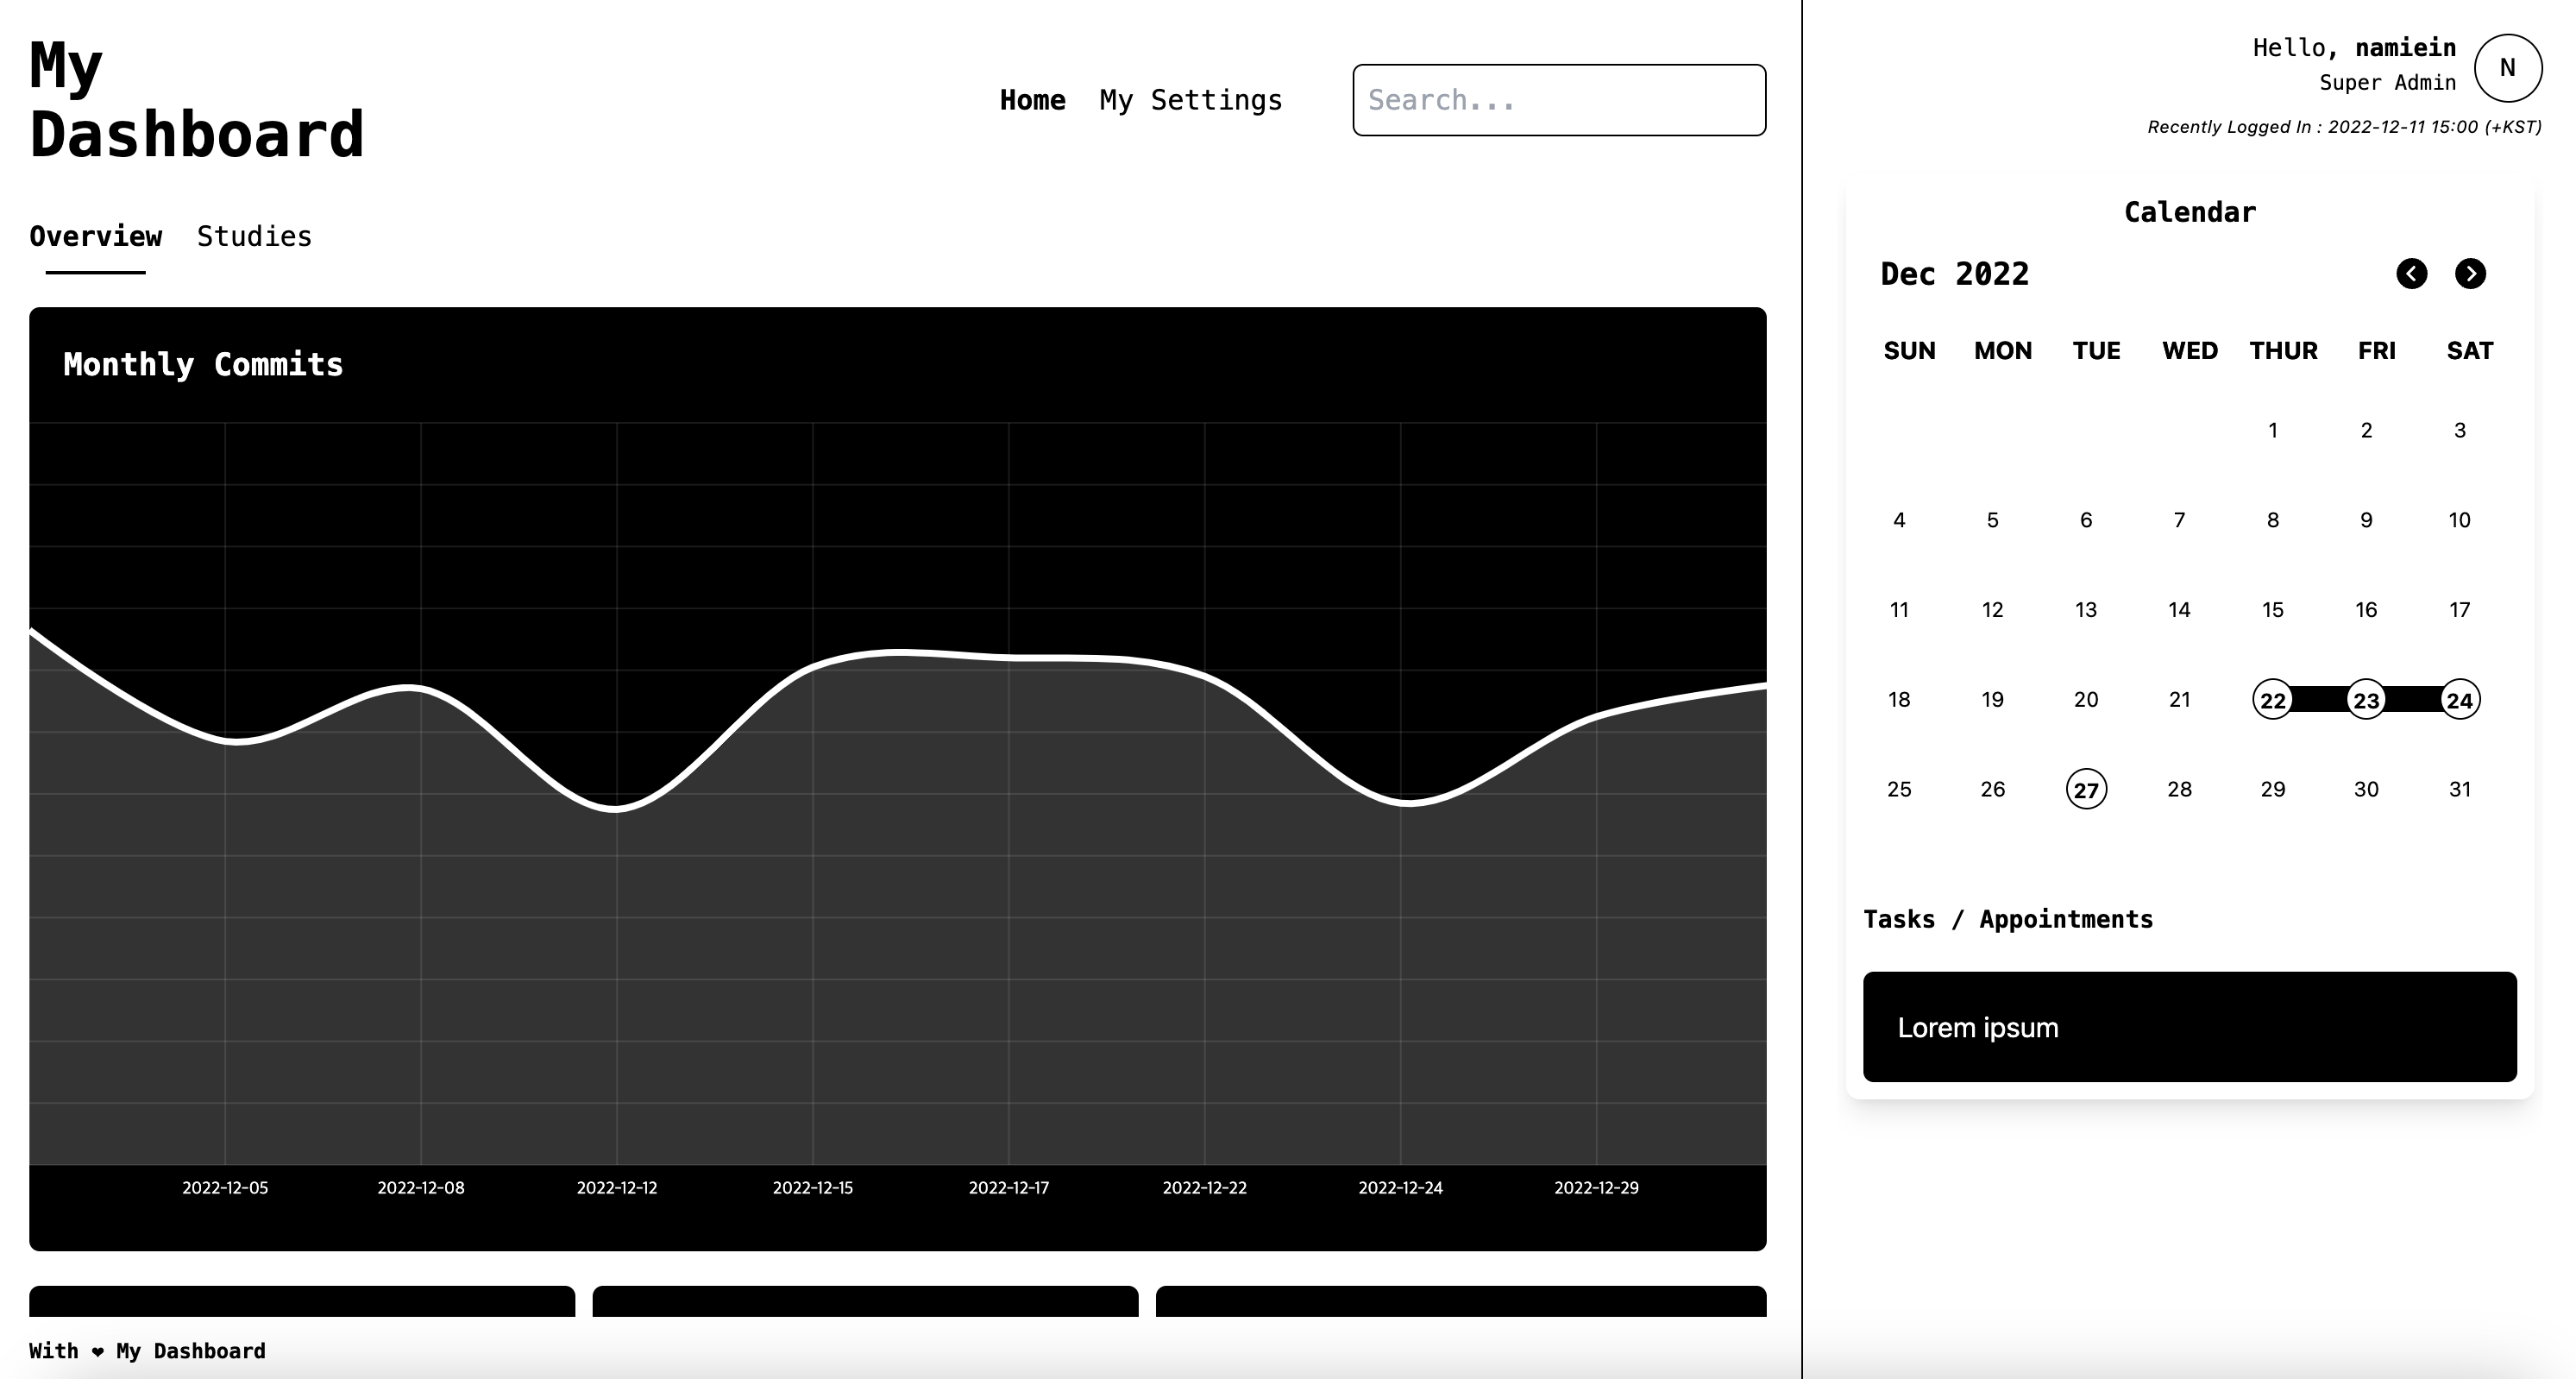 My
Dashboard
Home My Settings Search...
Overview Studies
Monthly Commits
2022-12-05 2022-12-08 2022-12-12 2022-12-15 2022-12-17 2022-12-22 2022-12-24 2022-12-29
With ❤ My Dashboard
Hello, namiein
Super Admin
N
Recently Logged In : 2022-12-11 15:00 (+KST)
Calendar
Dec 2022
SUN MON TUE WED THUR FRI SAT
1 2 3
4 5 6 7 8 9 10
11 12 13 14 15 16 17
18 19 20 21 22 23 24
25 26 27 28 29 30 31
Tasks / Appointments
Lorem ipsum